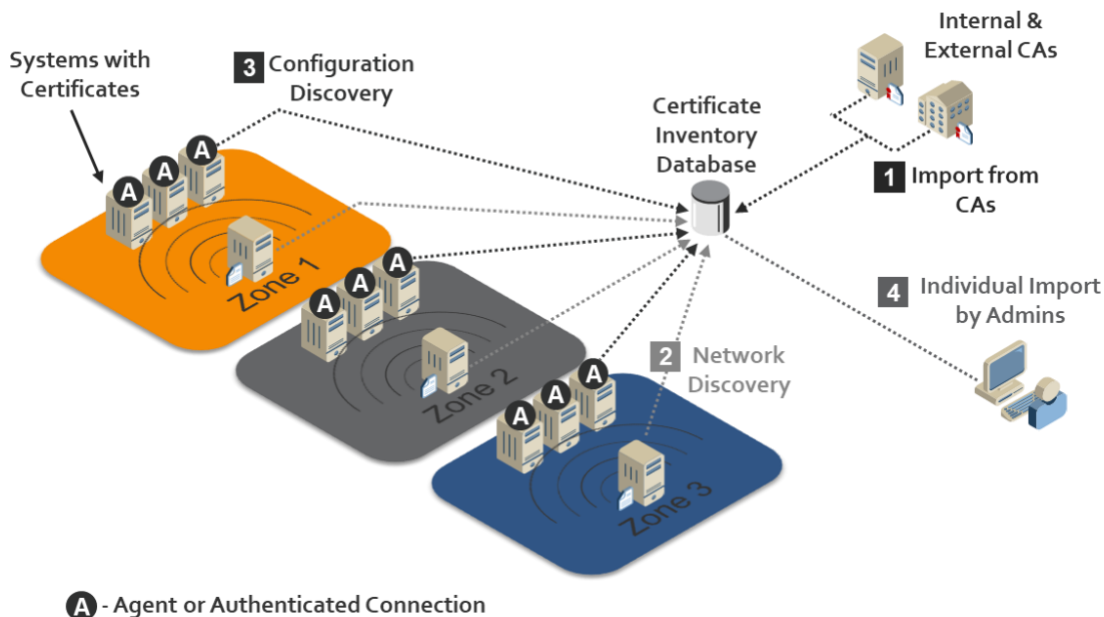 Systems with
Certificates
3 Configuration
Discovery
Certificate
Inventory
Database
Internal &
External CAs
1 Import from
CAs
4 Individual Import
by Admins
2 Network
Discovery
A
A
A
Zone 1
A
A
A
Zone 2
A
A
A
Zone 3
A - Agent or Authenticated Connection